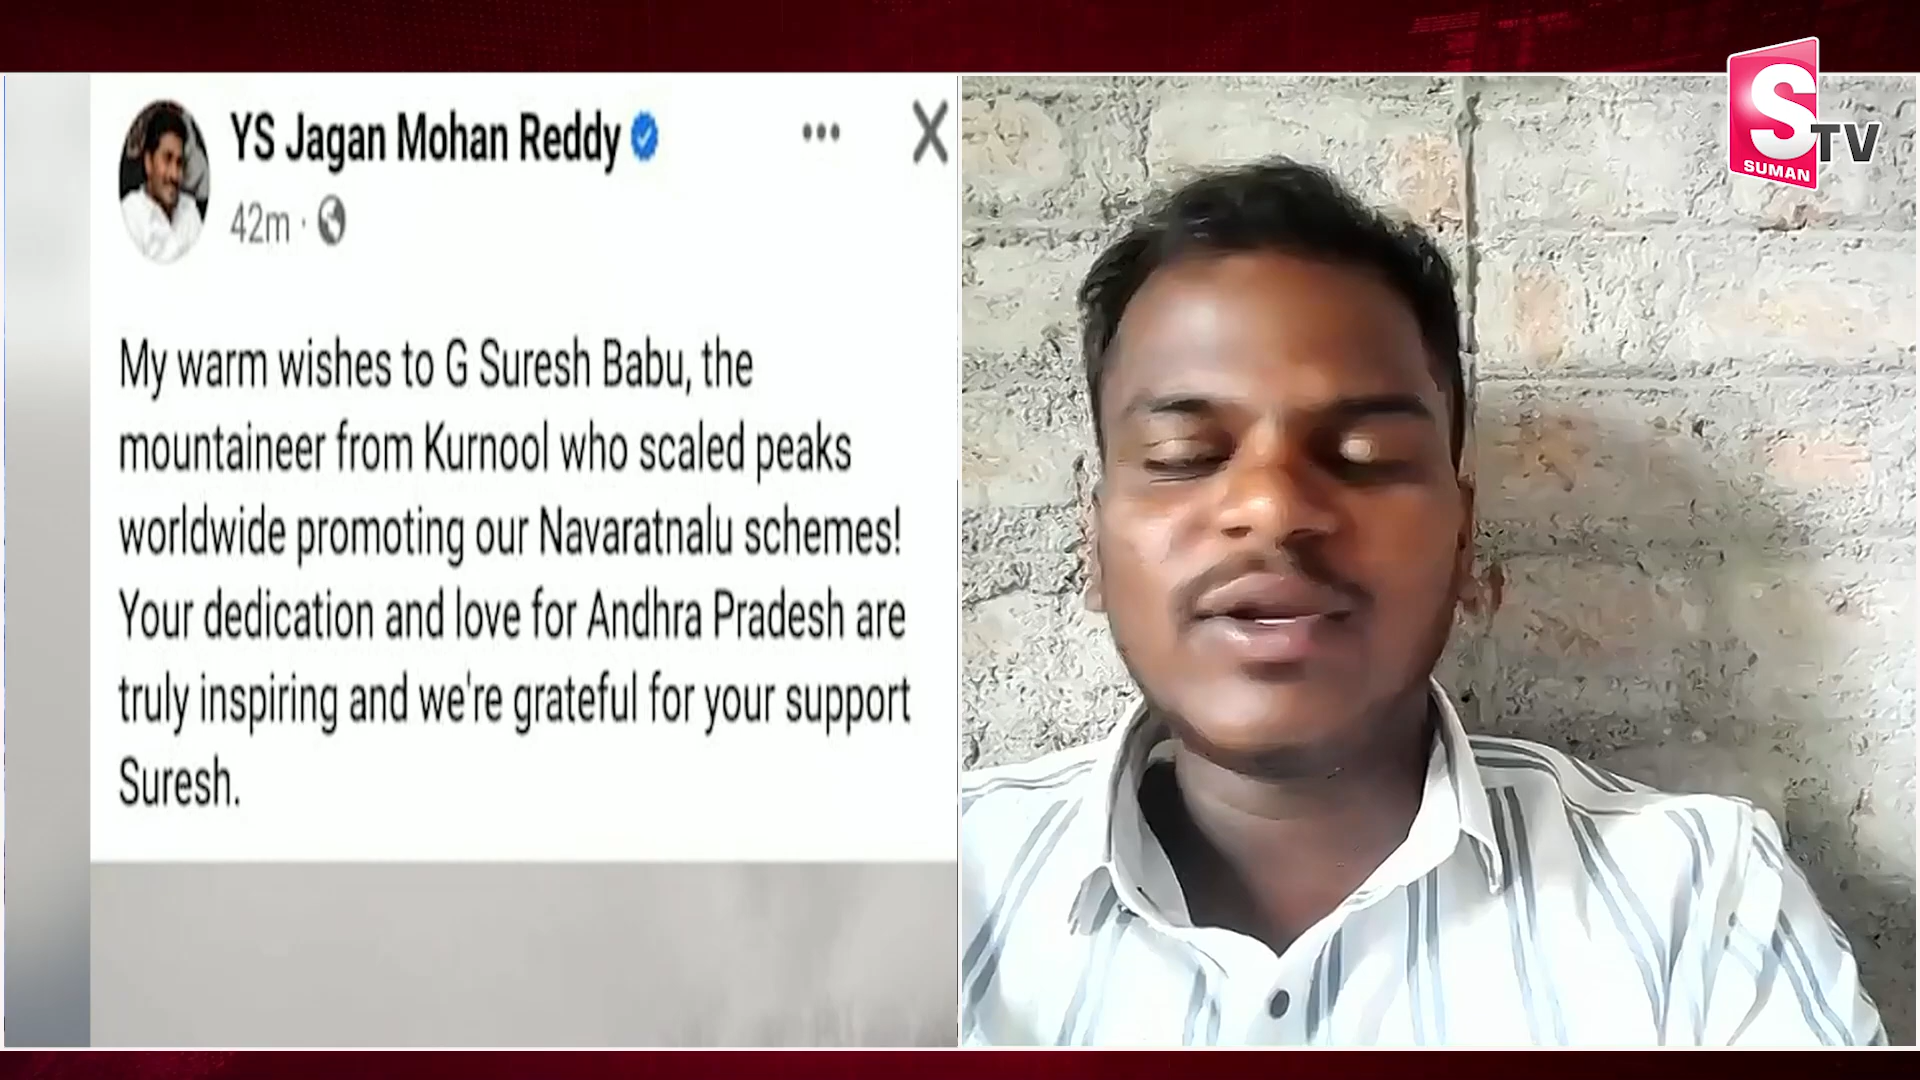 YS Jagan Mohan Reddy
42m ·
My warm wishes to G Suresh Babu, the
mountaineer from Kurnool who scaled peaks
worldwide promoting our Navaratnalu schemes!
Your dedication and love for Andhra Pradesh are
truly inspiring and we're grateful for your support
Suresh.
S TV
SUMAN